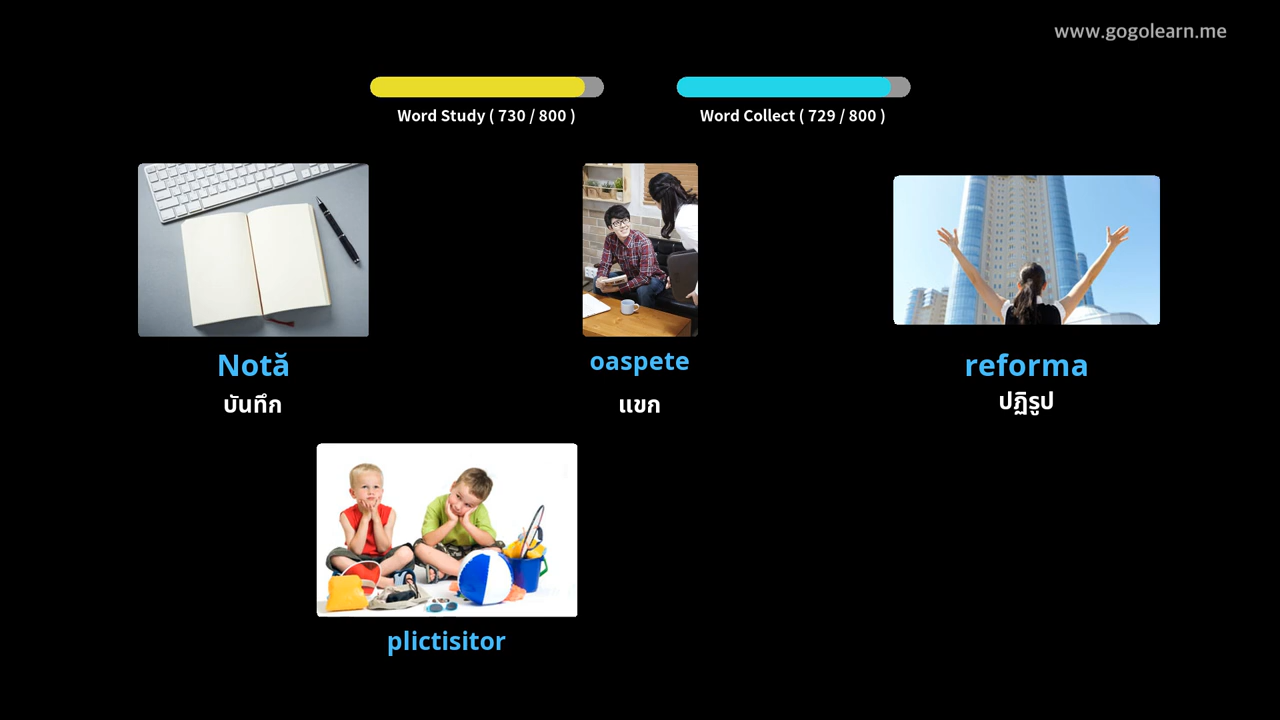 www.gogolearn.me
Word Study ( 730 / 800 )
Word Collect ( 729 / 800 )
Notă
oaspete
reforma
บันทึก
แขก
ปฏิรูป
plictisitor